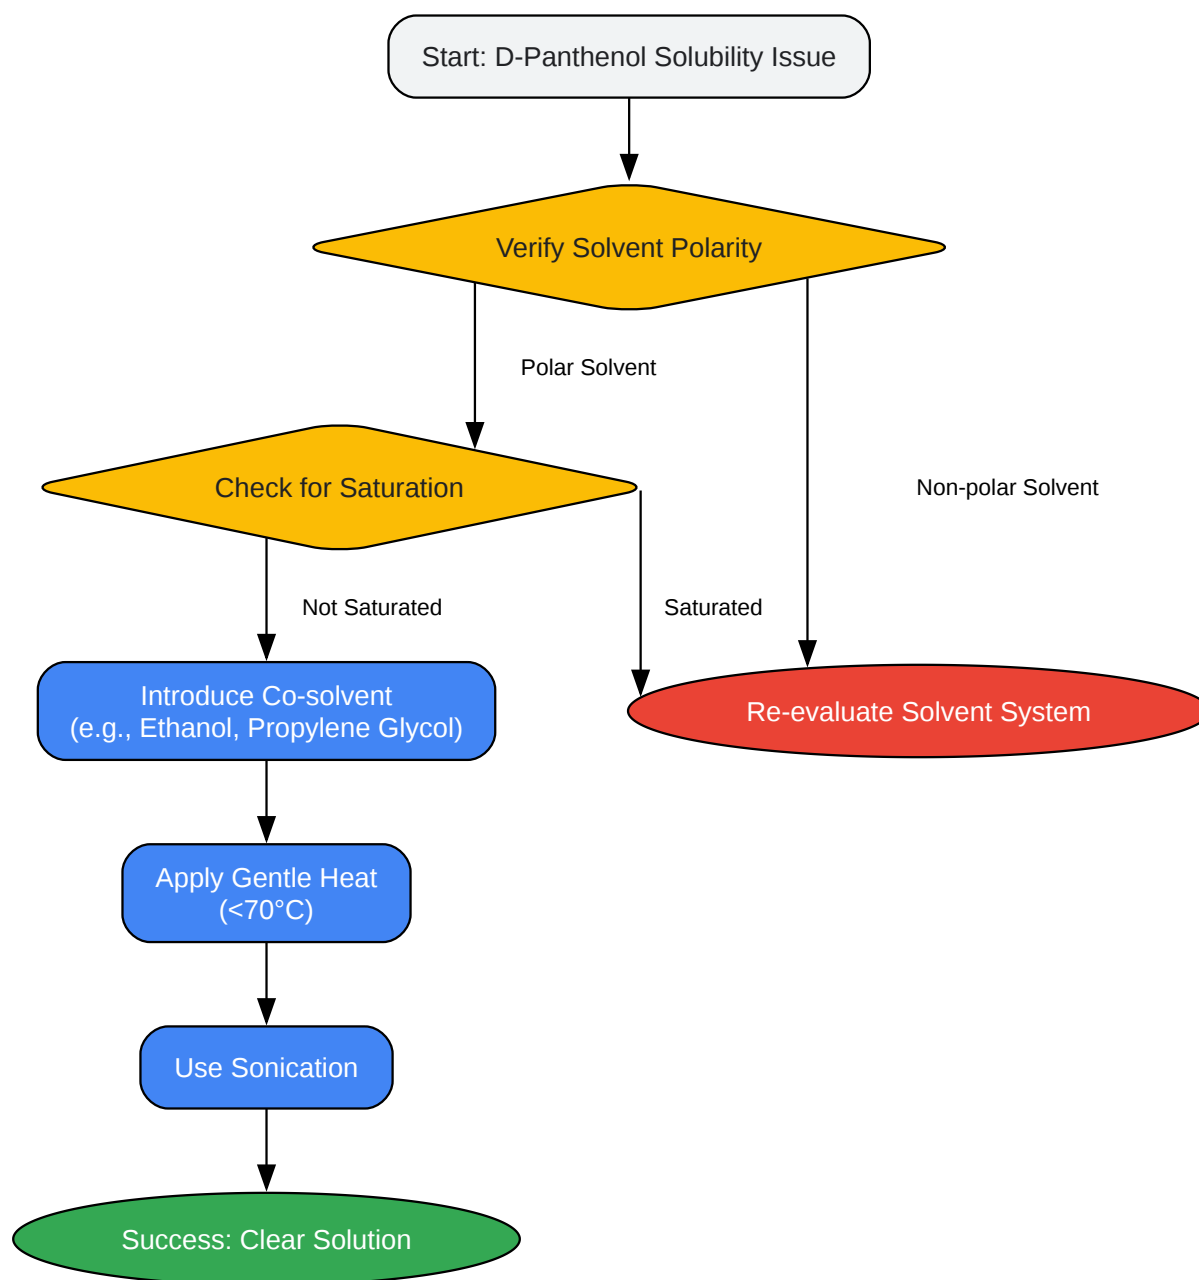 Start: D-Panthenol Solubility Issue
Verify Solvent Polarity
Polar Solvent
Check for Saturation
Non-polar Solvent
Not Saturated
Saturated
Introduce Co-solvent
(e.g., Ethanol, Propylene Glycol)
Re-evaluate Solvent System
Apply Gentle Heat
(<70°C)
Use Sonication
Success: Clear Solution